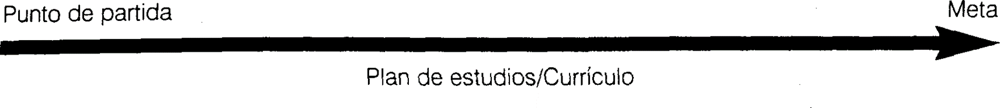 Punto de partida
Meta
Plan de estudios/Currículo